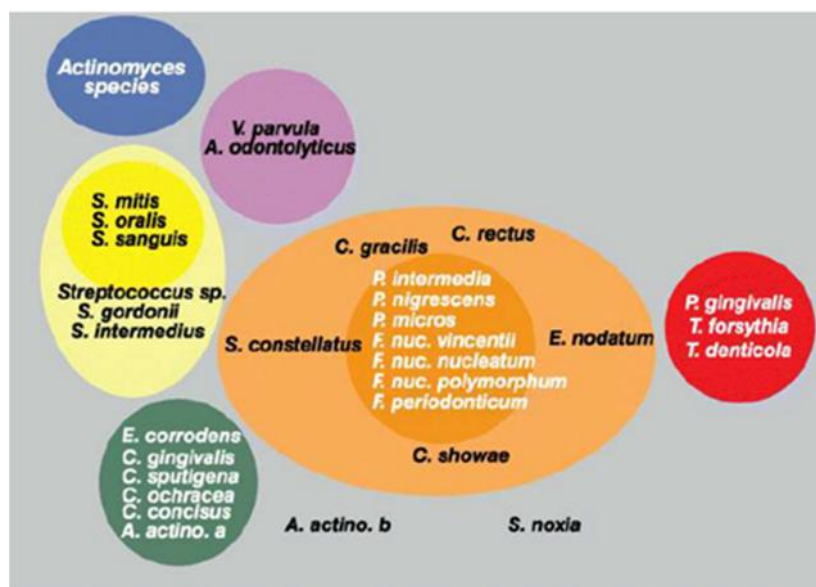 Actinomyces
species
V. parvula
A. odontolyticus
S. mitis
S. oralis
S. sanguis
Streptococcus sp.
S. gordonii
S. intermedius
C. gracilis
C. rectus
P. intermedia
P. nigrescens
P. micros
F. nuc. vincentii
F. nuc. nucleatum
F. nuc. polymorphum
F. periodonticum
S. constellatus
E. nodatum
C. showae
P. gingivalis
T. forsythia
T. denticola
E. corrodens
C. gingivalis
C. sputigena
C. ochracea
C. concisus
A. actino. a
A. actino. b
S. noxia